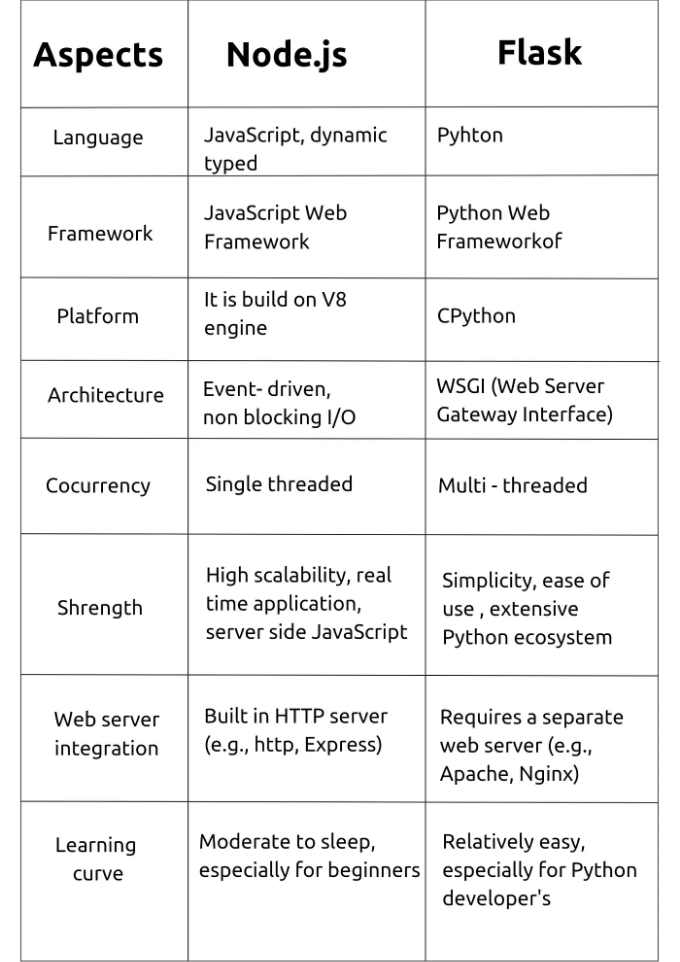 Aspects Node.js Flask
Language
JavaScript, dynamic
typed
Pyhton
Framework
JavaScript Web
Framework
Python Web
Frameworkof
Platform
It is build on V8
engine
CPython
Architecture
Event- driven,
non blocking I/O
WSGI (Web Server
Gateway Interface)
Cocurrency
Single threaded
Multi - threaded
Shrength
High scalability, real
time application,
server side JavaScript
Simplicity, ease of
use , extensive
Python ecosystem
Web server
integration
Built in HTTP server
(e.g., http, Express)
Requires a separate
web server (e.g.,
Apache, Nginx)
Learning
curve
Moderate to sleep,
especially for beginners
Relatively easy,
especially for Python
developer's